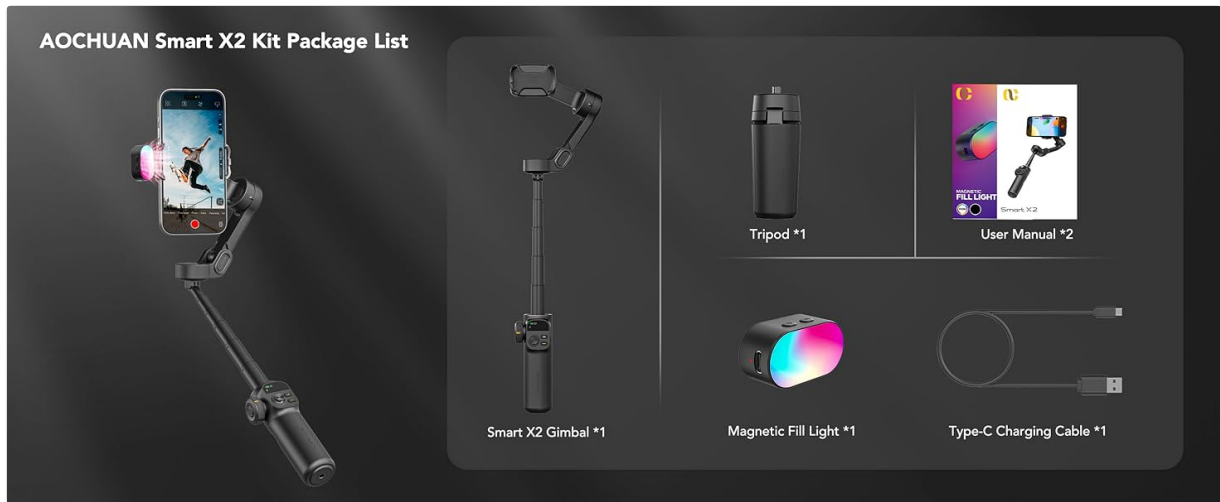 AOCHUAN Smart X2 Kit Package List
Smart X2 Gimbal *1
Tripod *1
MAGNETIC
FILL LIGHT
Smart X2
User Manual *2
Magnetic Fill Light *1
Type-C Charging Cable *1